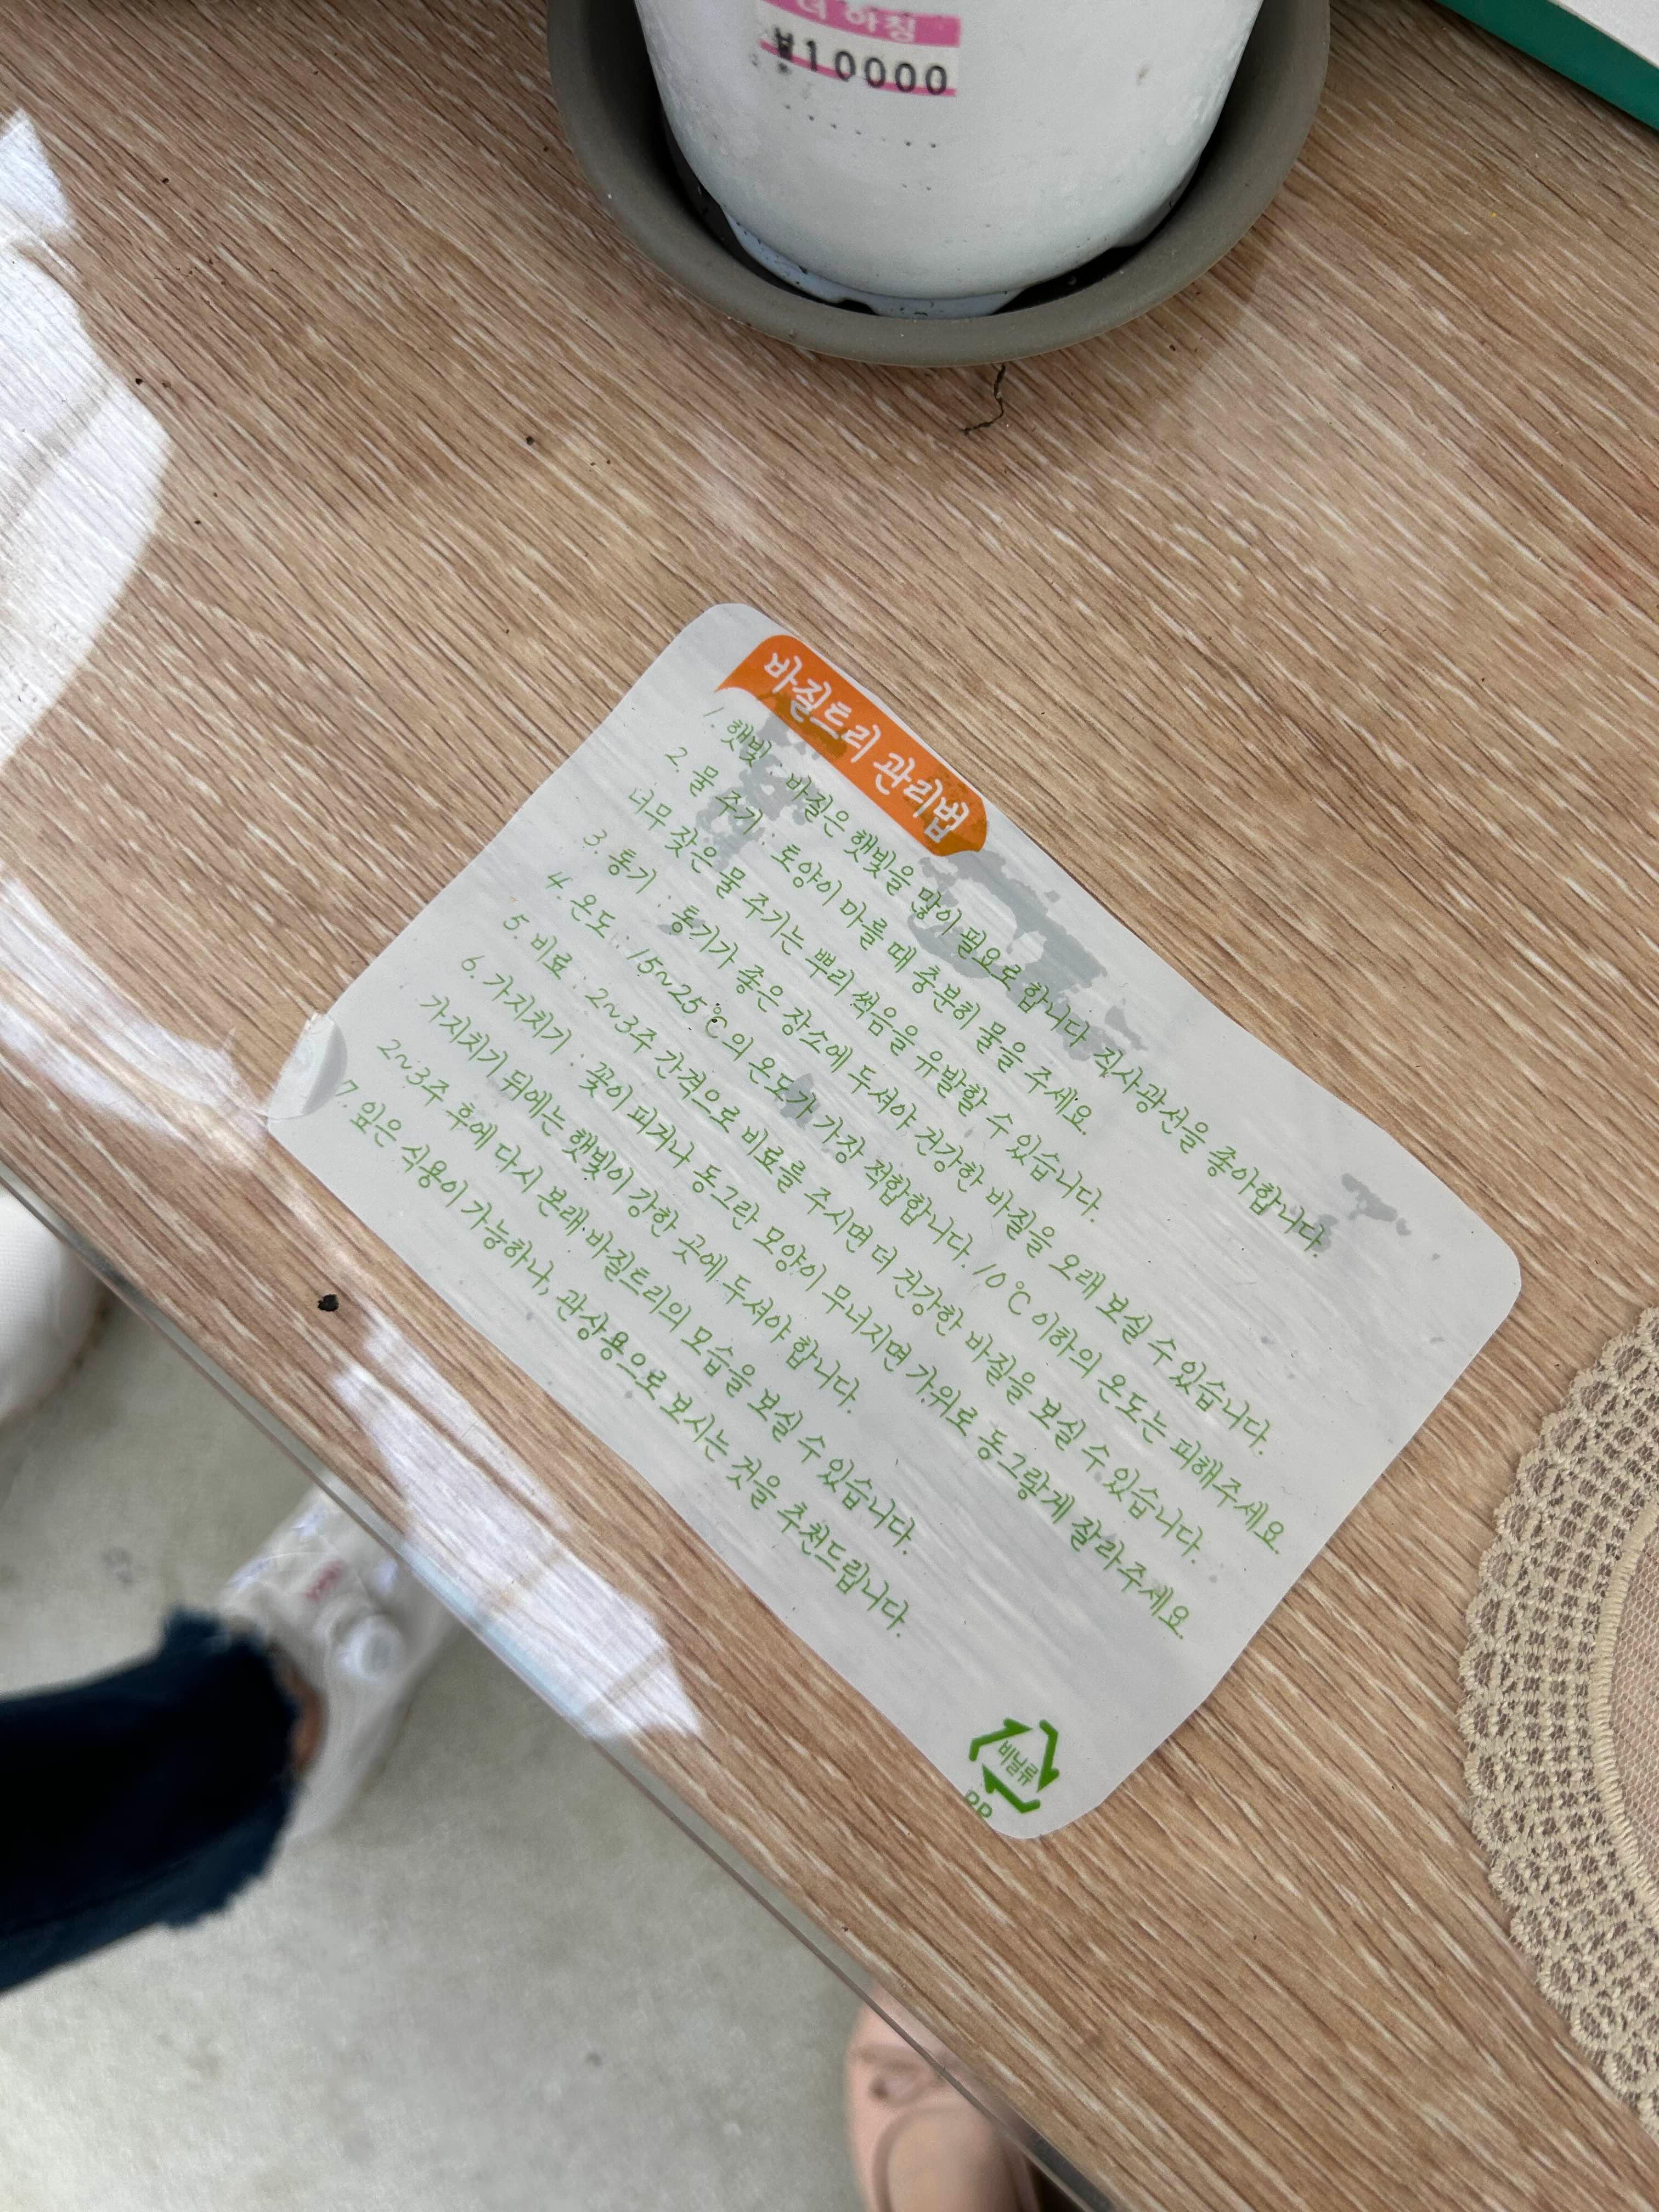 더 아침
₩10000
바질트리 관리법
1. 햇빛 : 바질은 햇빛을 많이 필요로 합니다 직사광선을 좋아합니다.
2. 물 주기 : 토양이 마를 때 충분히 물을 주세요.
너무 잦은 물 주기는 뿌리 썩음을 유발할 수 있습니다.
3. 통기 : 통기가 좋은 장소에 두셔야 건강한 바질을 오래 보실 수 있습니다.
4. 온도 : 15~25℃의 온도가 가장 적합합니다. 10℃ 이하의 온도는 피해주세요.
5. 비료 : 2~3주 간격으로 비료를 주시면 더 건강한 바질을 보실 수 있습니다.
6. 가지치기 : 꽃이 피거나 동그란 모양이 무너지면 가위로 동그랗게 잘라주세요.
가지치기 뒤에는 햇빛이 강한 곳에 두셔야 합니다.
2~3주 후에 다시 본래 바질트리의 모습을 보실 수 있습니다.
7. 잎은 식용이 가능하나, 관상용으로 보시는 것을 추천드립니다.
비닐류
PP